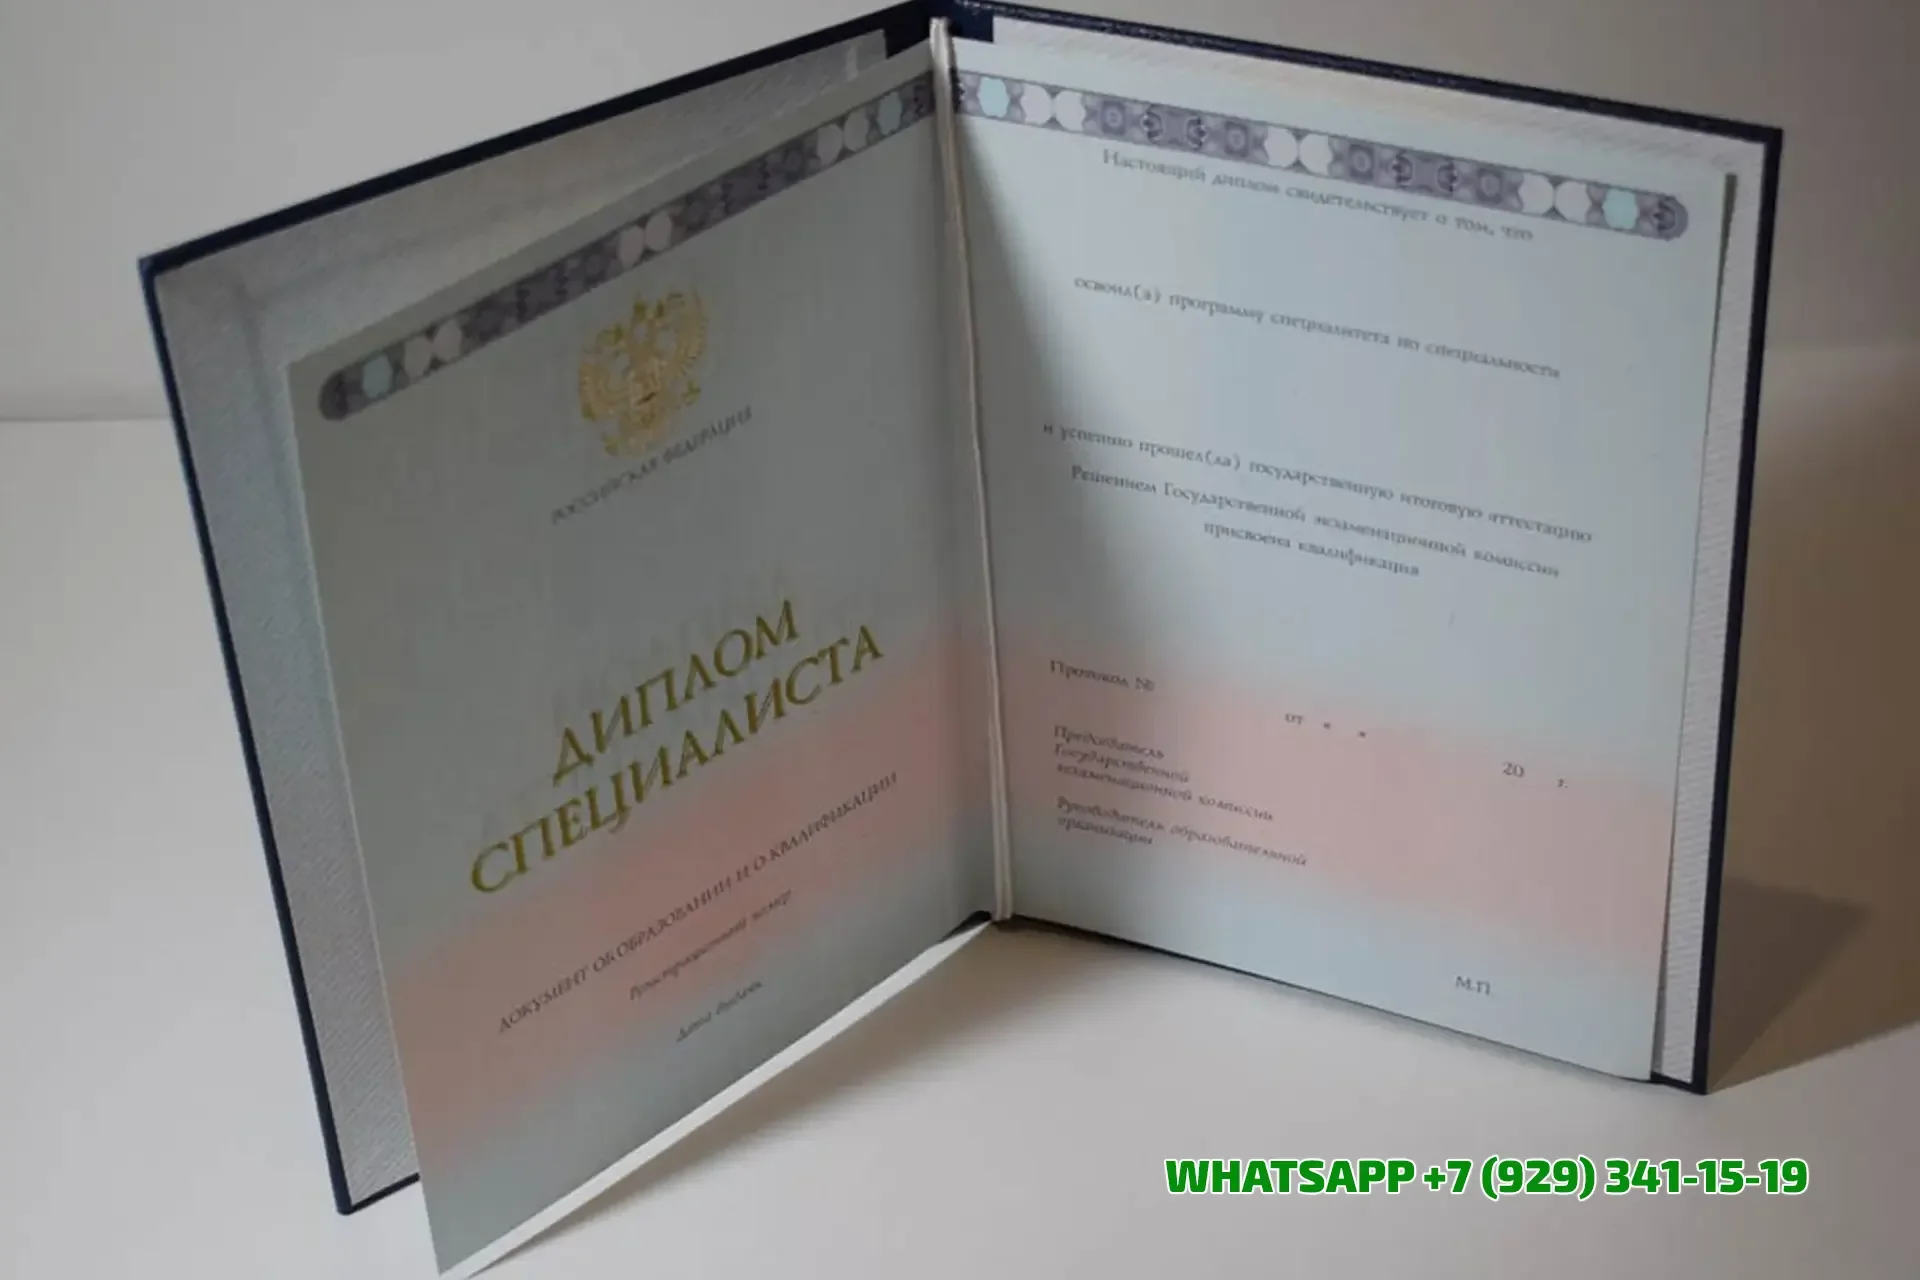 РОССИЙСКАЯ ФЕДЕРАЦИЯ
ДИПЛОМ
СПЕЦИАЛИСТА
ДОКУМЕНТ ОБ ОБРАЗОВАНИИ И О КВАЛИФИКАЦИИ
Регистрационный номер
Дата выдачи
Настоящий диплом свидетельствует о том, что
освоил(а) программу специалитета по специальности
и успешно прошел(ла) государственную итоговую аттестацию
Решением Государственной экзаменационной комиссии
присвоена квалификация
Протокол №
от « » 20 г.
Председатель
Государственной
экзаменационной комиссии
Руководитель образовательной
организации
М.П.
WHATSAPP +7 (929) 341-15-19